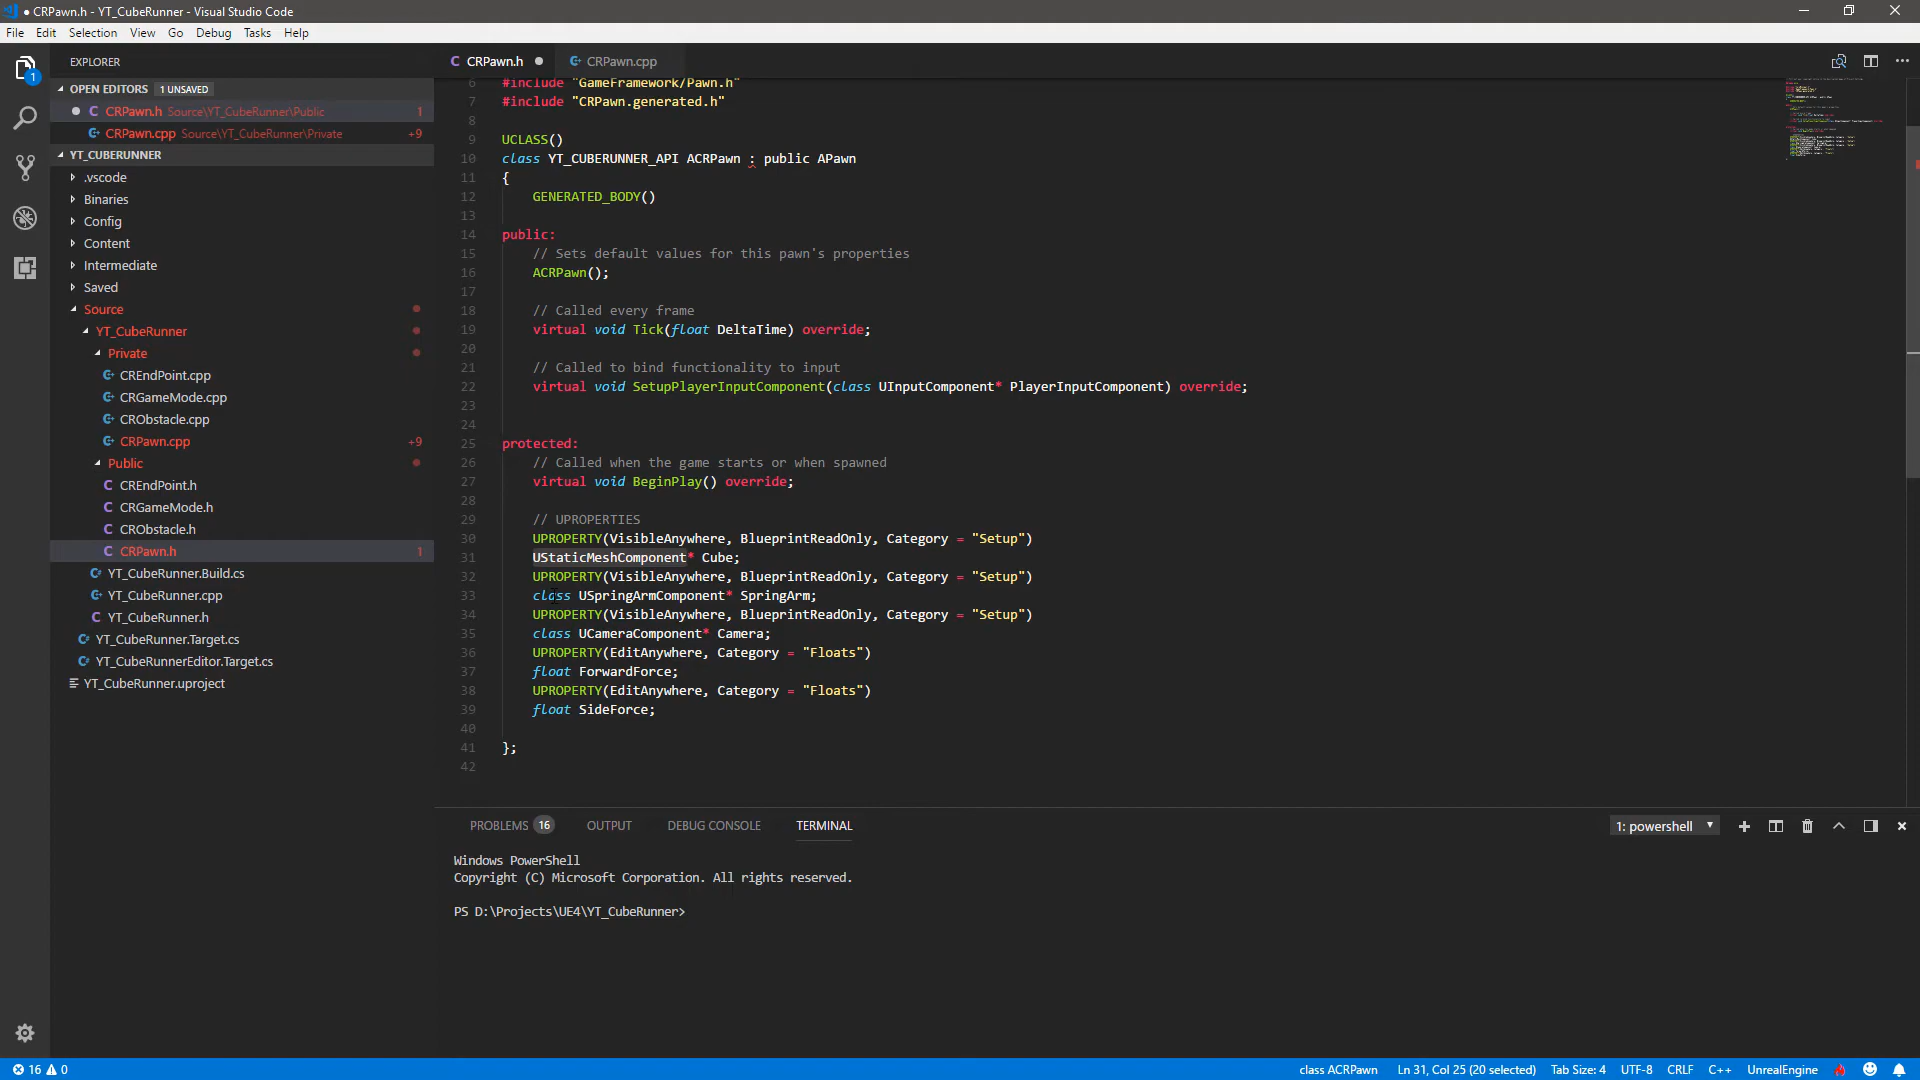 CRPawn.h - YT_CubeRunner - Visual Studio Code
File Edit Selection View Go Debug Tasks Help
1
EXPLORER
OPEN EDITORS 1 UNSAVED
CRPawn.h Source\YT_CubeRunner\Public 1
CRPawn.cpp Source\YT_CubeRunner\Private +9
YT_CUBERUNNER
.vscode
Binaries
Config
Content
Intermediate
Saved
Source
YT_CubeRunner
Private
CREndPoint.cpp
CRGameMode.cpp
CRObstacle.cpp
CRPawn.cpp +9
Public
CREndPoint.h
CRGameMode.h
CRObstacle.h
CRPawn.h 1
YT_CubeRunner.Build.cs
YT_CubeRunner.cpp
YT_CubeRunner.h
YT_CubeRunner.Target.cs
YT_CubeRunnerEditor.Target.cs
YT_CubeRunner.uproject
CRPawn.h CRPawn.cpp
6 #include "GameFramework/Pawn.h"
7 #include "CRPawn.generated.h"
8
9 UCLASS()
10 class YT_CUBERUNNER_API ACRPawn : public APawn
11 {
12 GENERATED_BODY()
13
14 public:
15 // Sets default values for this pawn's properties
16 ACRPawn();
17
18 // Called every frame
19 virtual void Tick(float DeltaTime) override;
20
21 // Called to bind functionality to input
22 virtual void SetupPlayerInputComponent(class UInputComponent* PlayerInputComponent) override;
23
24
25 protected:
26 // Called when the game starts or when spawned
27 virtual void BeginPlay() override;
28
29 // UPROPERTIES
30 UPROPERTY(VisibleAnywhere, BlueprintReadOnly, Category = "Setup")
31 UStaticMeshComponent* Cube;
32 UPROPERTY(VisibleAnywhere, BlueprintReadOnly, Category = "Setup")
33 class USpringArmComponent* SpringArm;
34 UPROPERTY(VisibleAnywhere, BlueprintReadOnly, Category = "Setup")
35 class UCameraComponent* Camera;
36 UPROPERTY(EditAnywhere, Category = "Floats")
37 float ForwardForce;
38 UPROPERTY(EditAnywhere, Category = "Floats")
39 float SideForce;
40
41 };
42
PROBLEMS 16 OUTPUT DEBUG CONSOLE TERMINAL 1: powershell
Windows PowerShell
Copyright (C) Microsoft Corporation. All rights reserved.
PS D:\Projects\UE4\YT_CubeRunner>
16 0 class ACRPawn Ln 31, Col 25 (20 selected) Tab Size: 4 UTF-8 CRLF C++ UnrealEngine